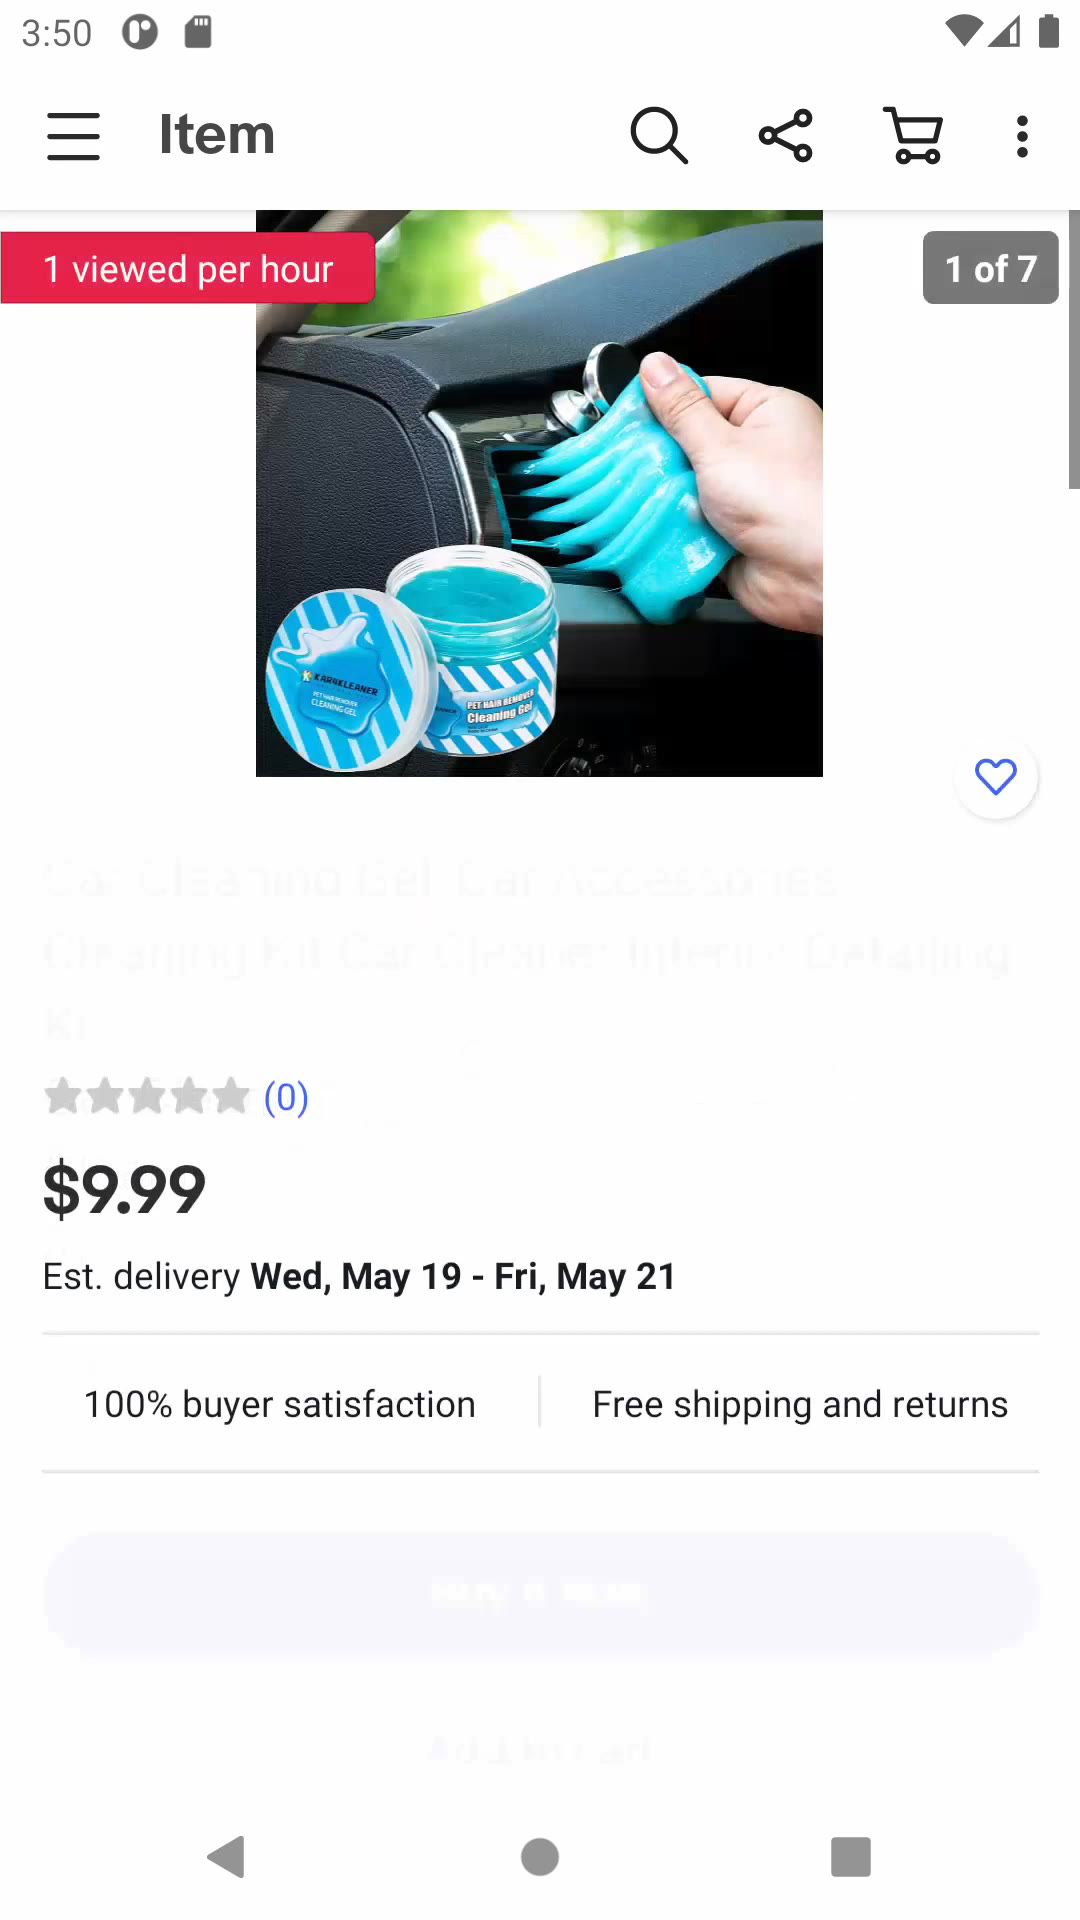 3:50
Item
1 viewed per hour
1 of 7
KAR4KLEANER
PET HAIR REMOVER
CLEANING GEL
PET HAIR REMOVER
Cleaning Gel
Car Cleaning Gel Car Accessories
Cleaning Kit Car Cleaner Interior Detailing
(0)
$9.99
Est. delivery Wed, May 19 - Fri, May 21
100% buyer satisfaction
Free shipping and returns
Buy It Now
Add to cart